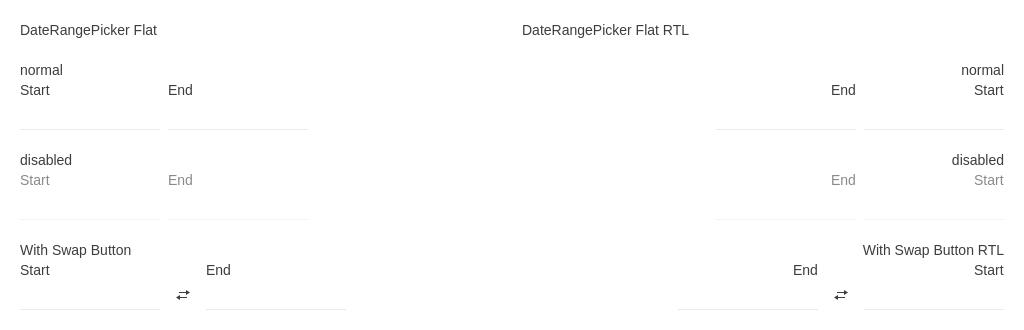 DateRangePicker Flat
normal
Start End
disabled
Start End
With Swap Button
Start End
DateRangePicker Flat RTL
normal
End Start
disabled
End Start
With Swap Button RTL
End Start